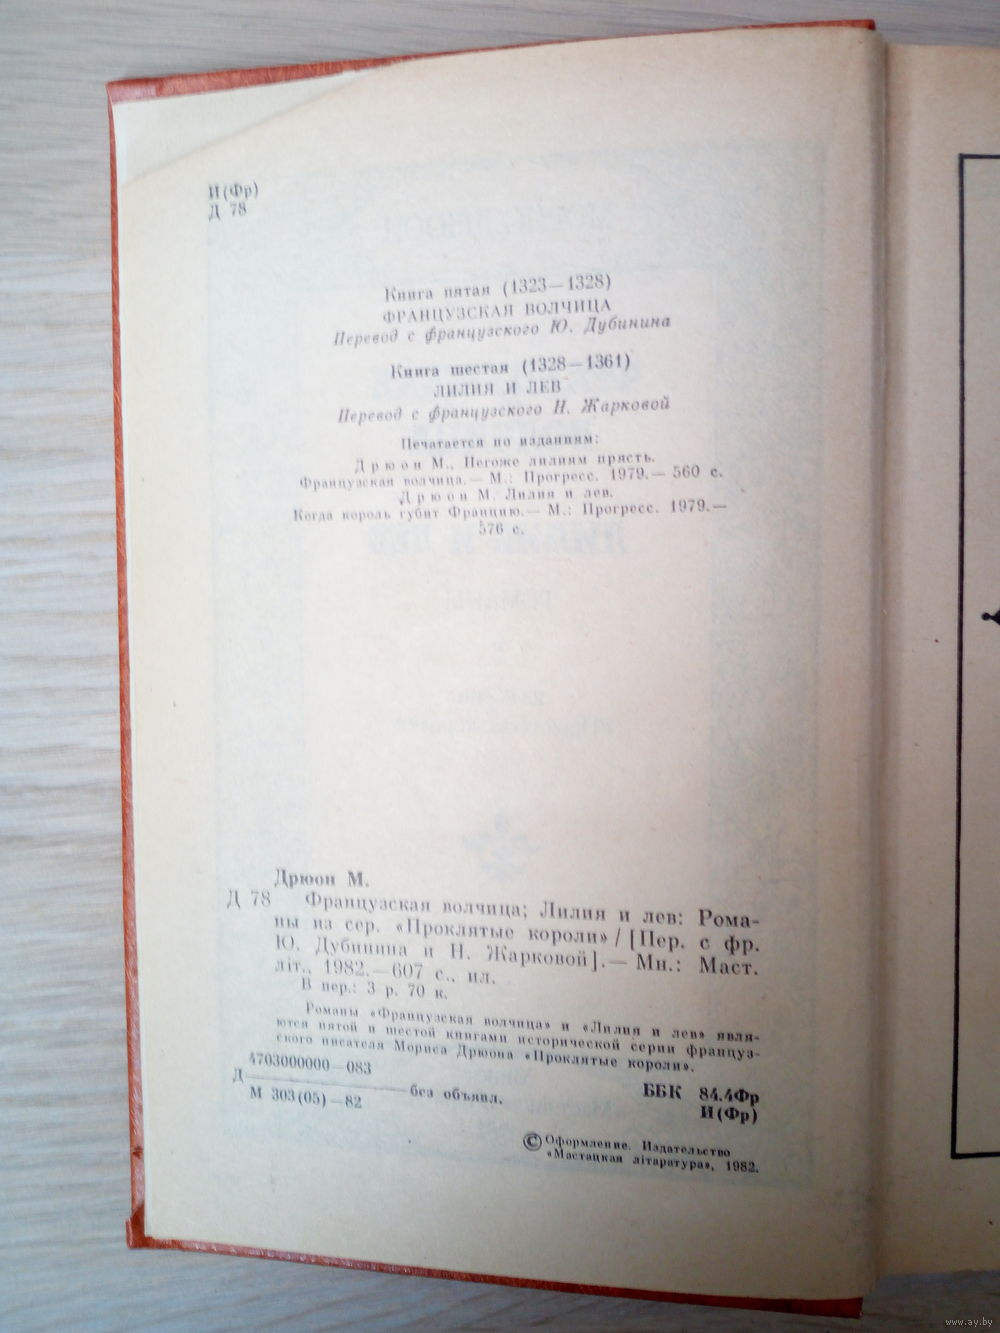 И(Фр)
Д 78
Книга пятая (1323—1328)
ФРАНЦУЗСКАЯ ВОЛЧИЦА
Перевод с французского Ю. Дубинина
Книга шестая (1328—1361)
ЛИЛИЯ И ЛЕВ
Перевод с французского Н. Жарковой
Печатается по изданиям:
Дрюон М., Негоже лилиям прясть.
Французская волчица.— М.: Прогресс. 1979.— 560 с.
Дрюон М. Лилия и лев.
Когда король губит Францию.— М.: Прогресс. 1979.—
576 с.
Дрюон М.
Д 78 Французская волчица; Лилия и лев: Рома-
ны из сер. «Проклятые короли» / [Пер. с фр.
Ю. Дубинина и Н. Жарковой].— Мн.: Маст.
літ., 1982.—607 с., ил.
В пер.: 3 р. 70 к.
Романы «Французская волчица» и «Лилия и лев» явля-
ются пятой и шестой книгами исторической серии француз-
ского писателя Мориса Дрюона «Проклятые короли».
Д 4703000000—083
М 303(05)—82 без объявл.
ББК 84.4Фр
И(Фр)
© Оформление. Издательство
«Мастацкая літаратура», 1982.
www.ay.by